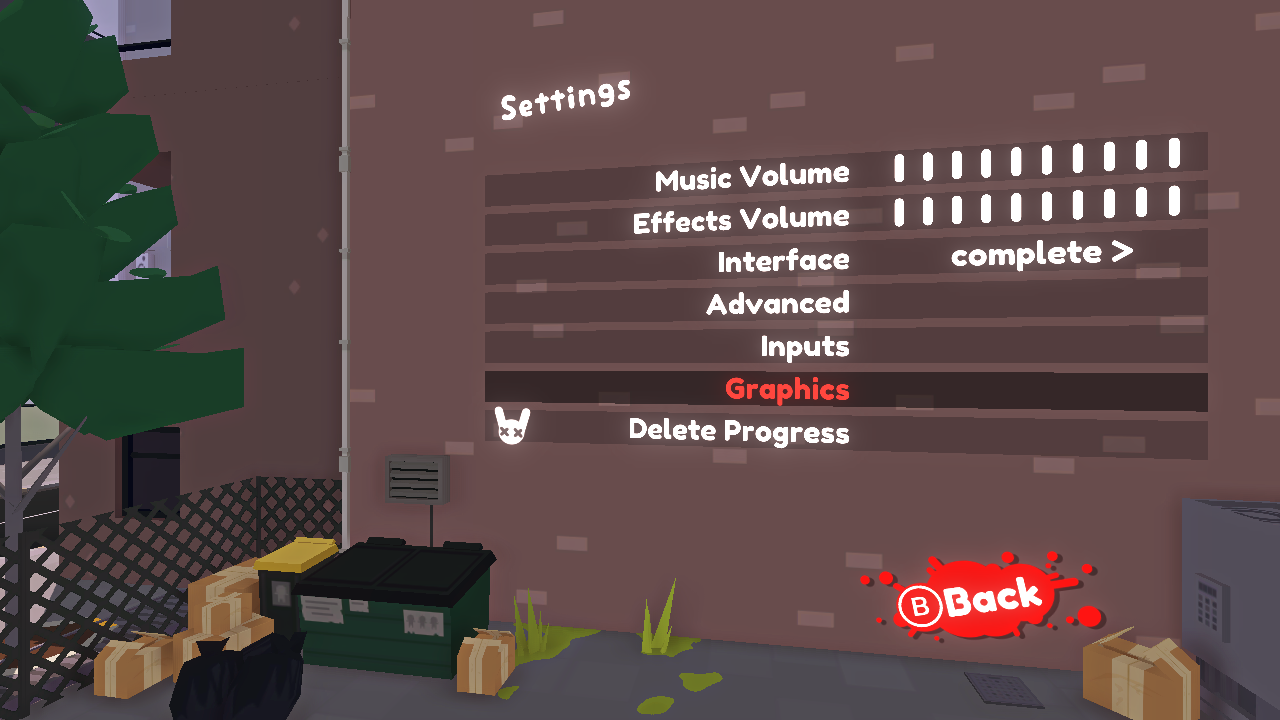 Settings
Music Volume
Effects Volume
Interface complete >
Advanced
Inputs
Graphics
Delete Progress
B Back